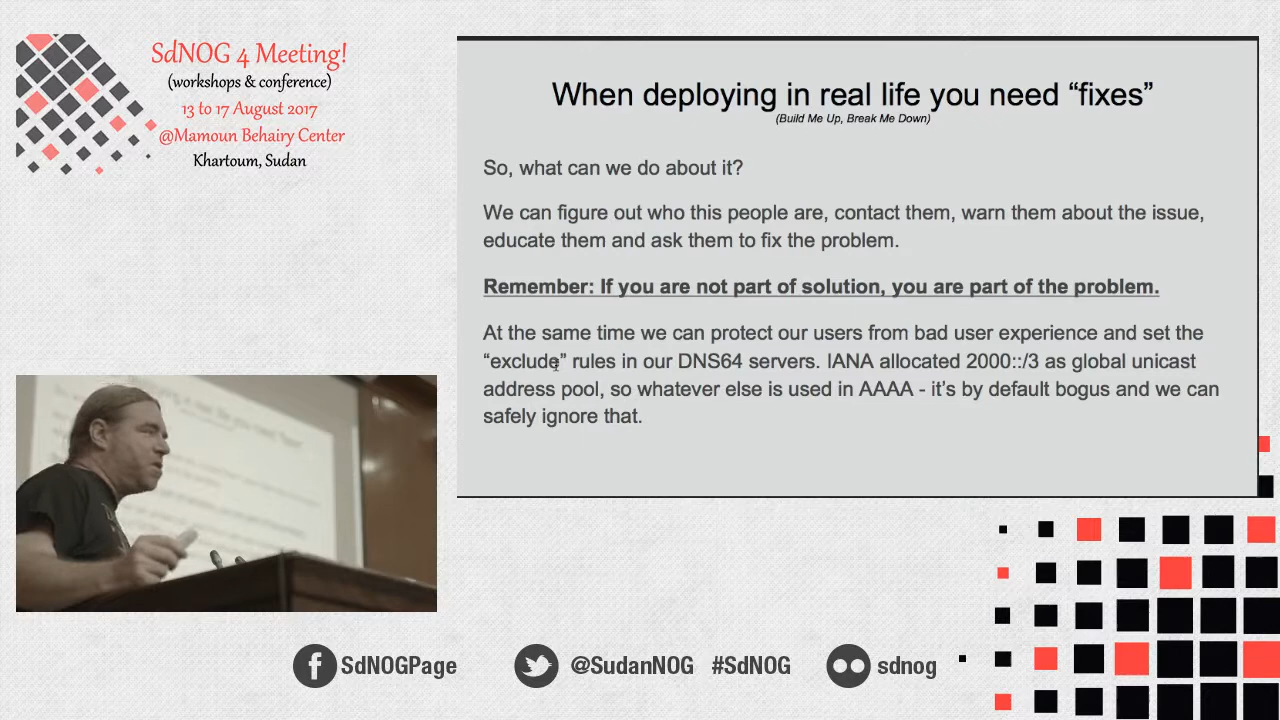 SdNOG 4 Meeting!
(workshops & conference)
13 to 17 August 2017
@Mamoun Behairy Center
Khartoum, Sudan
When deploying in real life you need “fixes”
(Build Me Up, Break Me Down)
So, what can we do about it?
We can figure out who this people are, contact them, warn them about the issue,
educate them and ask them to fix the problem.
Remember: If you are not part of solution, you are part of the problem.
At the same time we can protect our users from bad user experience and set the
“exclude” rules in our DNS64 servers. IANA allocated 2000::/3 as global unicast
address pool, so whatever else is used in AAAA - it’s by default bogus and we can
safely ignore that.
SdNOGPage
@SudanNOG #SdNOG
sdnog